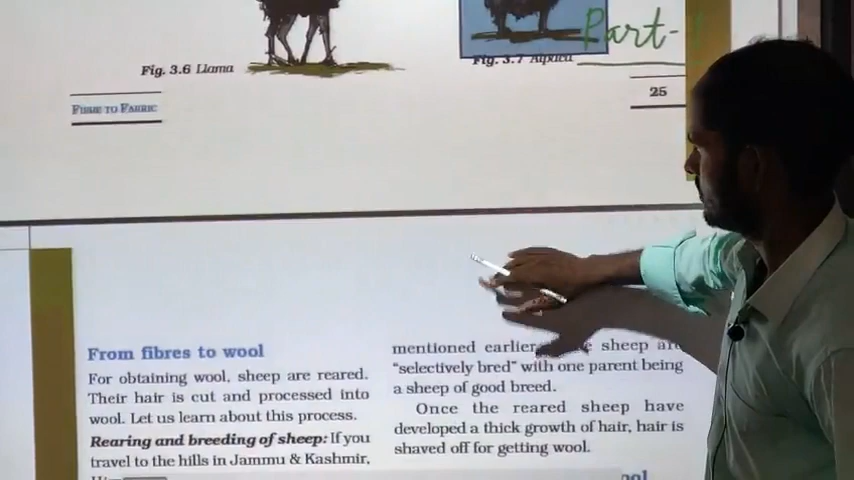 Part-
Fig. 3.6 Llama
Fig. 3.7 Alpaca
FIBRE TO FABRIC
25
From fibres to wool
For obtaining wool, sheep are reared.
Their hair is cut and processed into
wool. Let us learn about this process.
Rearing and breeding of sheep: If you
travel to the hills in Jammu & Kashmir,
mentioned earlier sheep are
"selectively bred" with one parent being
a sheep of good breed.
Once the reared sheep have
developed a thick growth of hair, hair is
shaved off for getting wool.